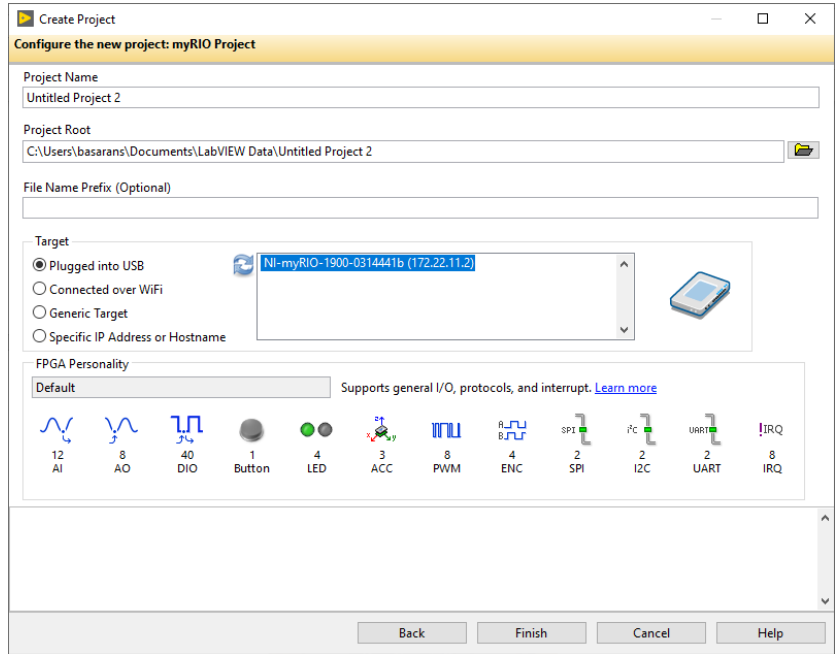 Create Project
Configure the new project: myRIO Project
Project Name
Untitled Project 2
Project Root
C:\Users\basarans\Documents\LabVIEW Data\Untitled Project 2
File Name Prefix (Optional)
Target
Plugged into USB
NI-myRIO-1900-0314441b (172.22.11.2)
Connected over WiFi
Generic Target
Specific IP Address or Hostname
FPGA Personality
Default Supports general I/O, protocols, and interrupt. Learn more
z x y A B SPI I²C UART !IRQ
12 8 40 1 4 3 8 4 2 2 2 8
AI AO DIO Button LED ACC PWM ENC SPI I2C UART IRQ
Back Finish Cancel Help